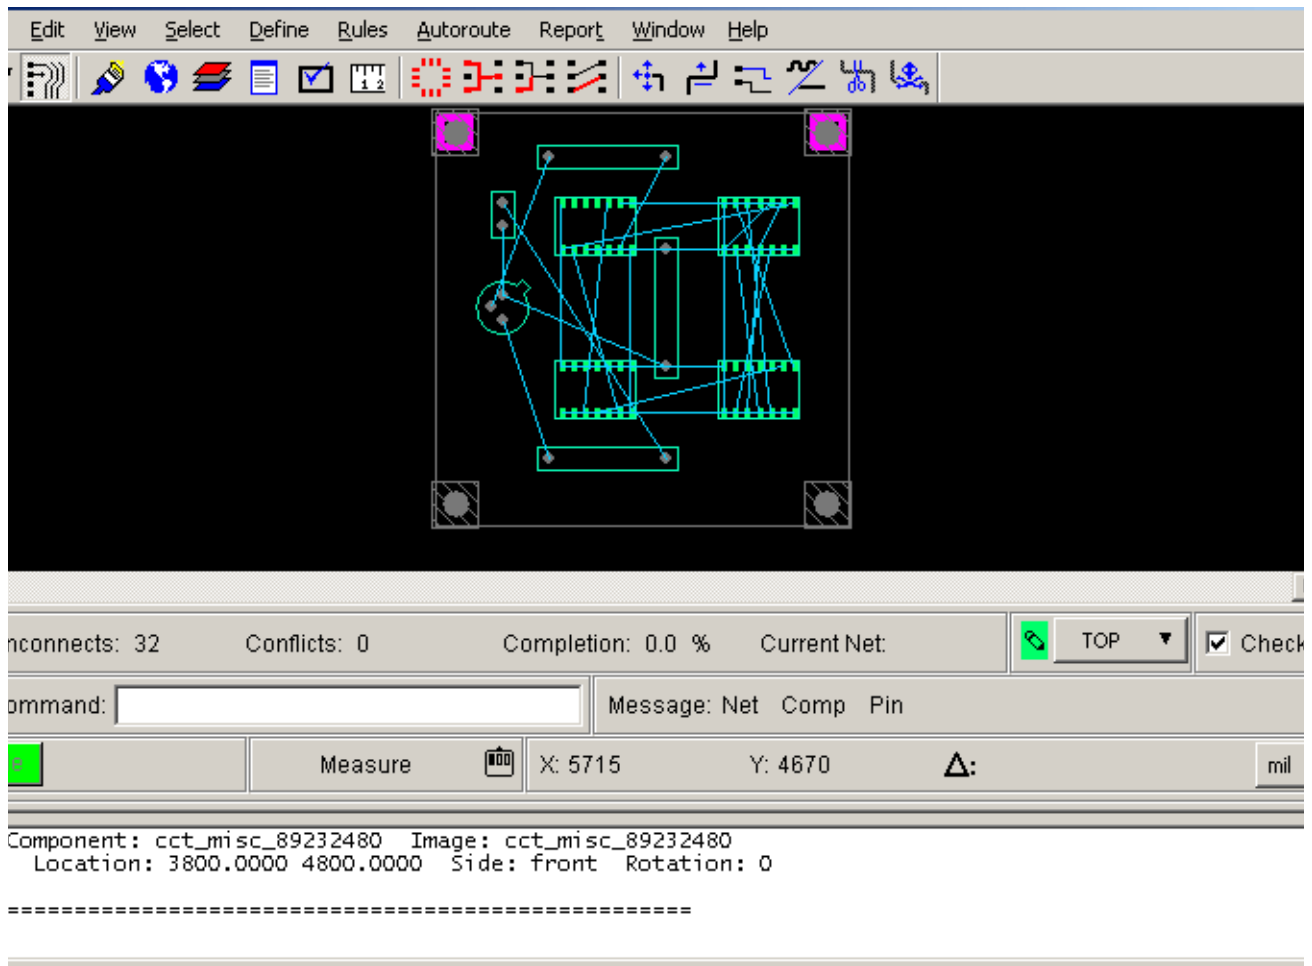 Edit View Select Define Rules Autoroute Report Window Help
nconnects: 32 Conflicts: 0 Completion: 0.0 % Current Net: TOP Check
ommand: Message: Net Comp Pin
e Measure X: 5715 Y: 4670 Δ: mil
Component: cct_misc_89232480 Image: cct_misc_89232480
Location: 3800.0000 4800.0000 Side: front Rotation: 0
===================================================